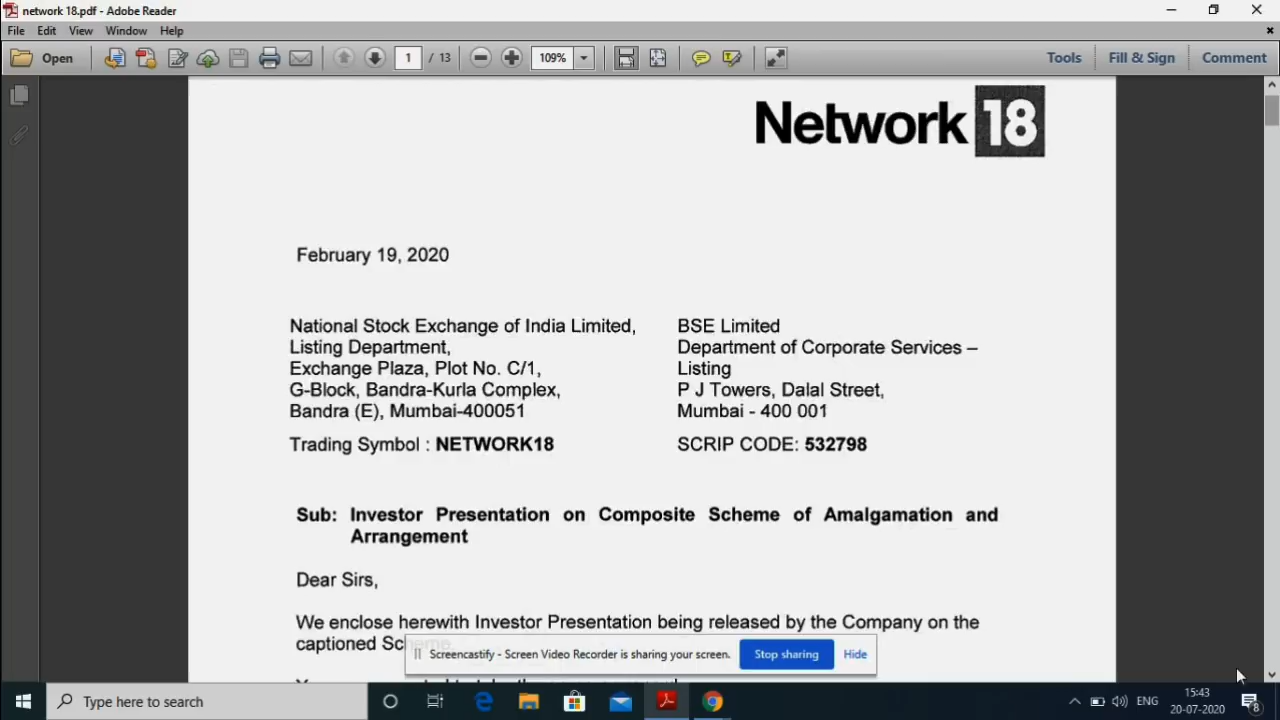 network 18.pdf - Adobe Reader
File Edit View Window Help
Open 1 / 13 109% Tools Fill & Sign Comment
Network 18
February 19, 2020
National Stock Exchange of India Limited,
Listing Department,
Exchange Plaza, Plot No. C/1,
G-Block, Bandra-Kurla Complex,
Bandra (E), Mumbai-400051
Trading Symbol : NETWORK18
BSE Limited
Department of Corporate Services –
Listing
P J Towers, Dalal Street,
Mumbai - 400 001
SCRIP CODE: 532798
Sub: Investor Presentation on Composite Scheme of Amalgamation and
Arrangement
Dear Sirs,
We enclose herewith Investor Presentation being released by the Company on the
captioned Scheme.
Screencastify - Screen Video Recorder is sharing your screen. Stop sharing Hide
Type here to search
ENG
15:43
20-07-2020
8